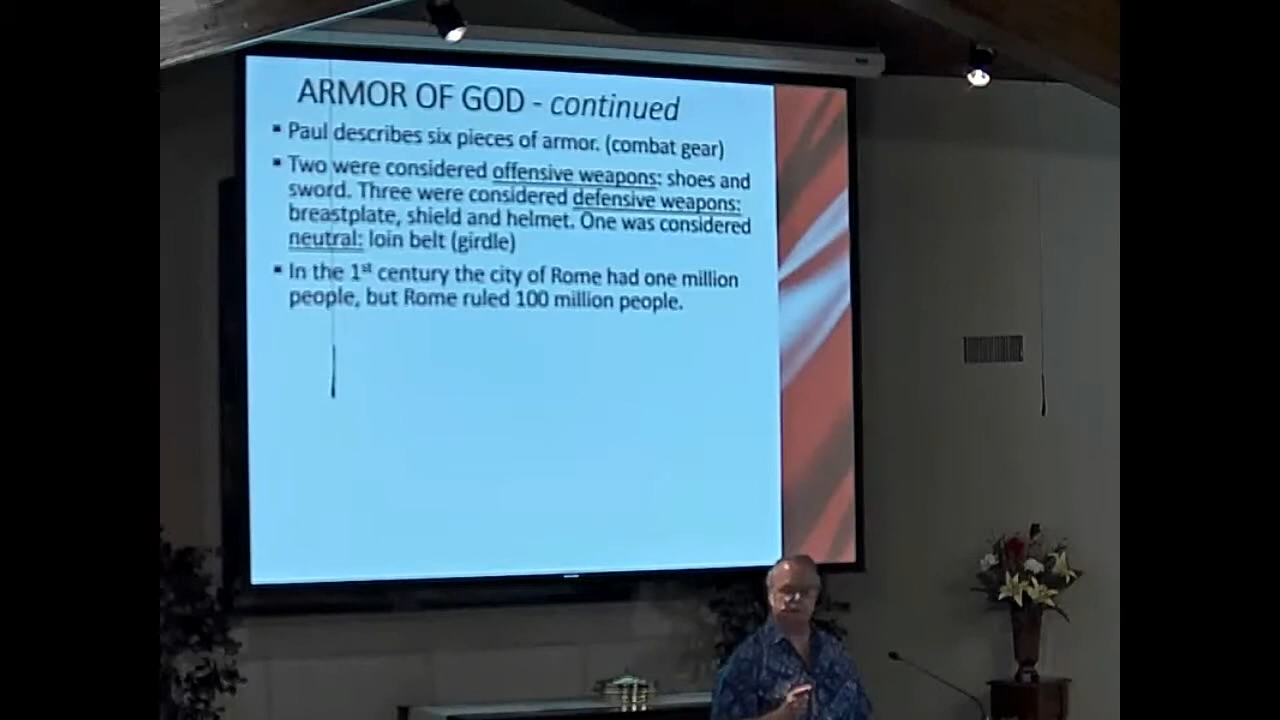 ARMOR OF GOD - continued
▪ Paul describes six pieces of armor. (combat gear)
▪ Two were considered offensive weapons: shoes and
sword. Three were considered defensive weapons:
breastplate, shield and helmet. One was considered
neutral: loin belt (girdle)
▪ In the 1st century the city of Rome had one million
people, but Rome ruled 100 million people.